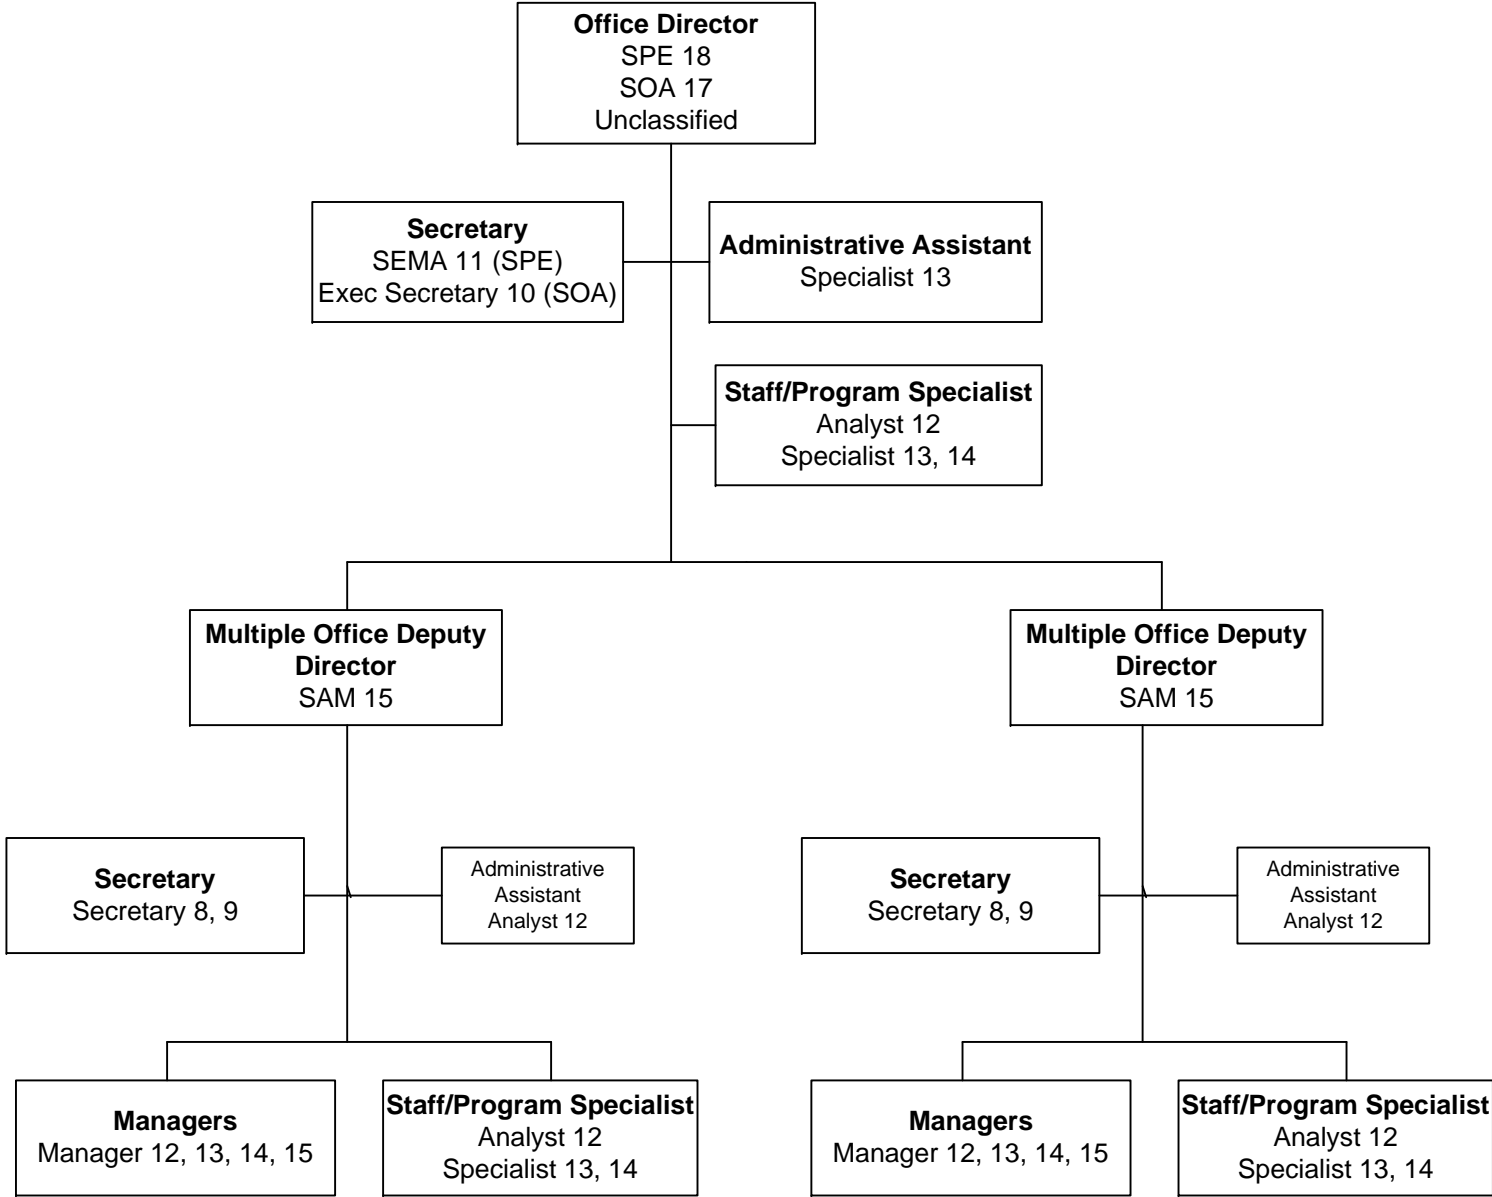 Office Director
SPE 18
SOA 17
Unclassified
Secretary
SEMA 11 (SPE)
Exec Secretary 10 (SOA)
Administrative Assistant
Specialist 13
Staff/Program Specialist
Analyst 12
Specialist 13, 14
Multiple Office Deputy
Director
SAM 15
Multiple Office Deputy
Director
SAM 15
Secretary
Secretary 8, 9
Administrative
Assistant
Analyst 12
Secretary
Secretary 8, 9
Administrative
Assistant
Analyst 12
Managers
Manager 12, 13, 14, 15
Staff/Program Specialist
Analyst 12
Specialist 13, 14
Managers
Manager 12, 13, 14, 15
Staff/Program Specialist
Analyst 12
Specialist 13, 14